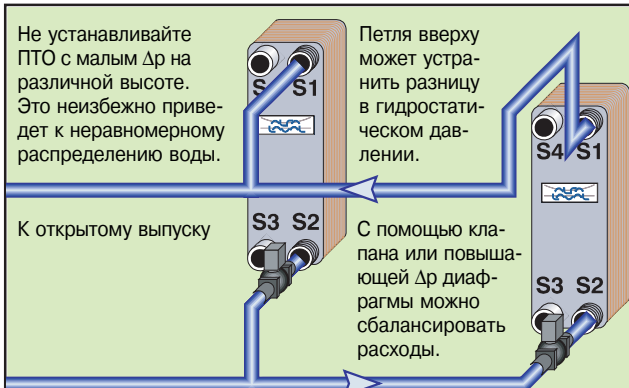 Не устанавливайте
ПТО с малым Δp на
различной высоте.
Это неизбежно приве-
дет к неравномерному
распределению воды.
Петля вверху
может устра-
нить разницу
в гидростати-
ческом дав-
лении.
S S1
S4 S1
К открытому выпуску
S3 S2
С помощью кла-
пана или повыша-
ющей Δp диаф-
рагмы можно
сбалансировать
расходы.
S3 S2